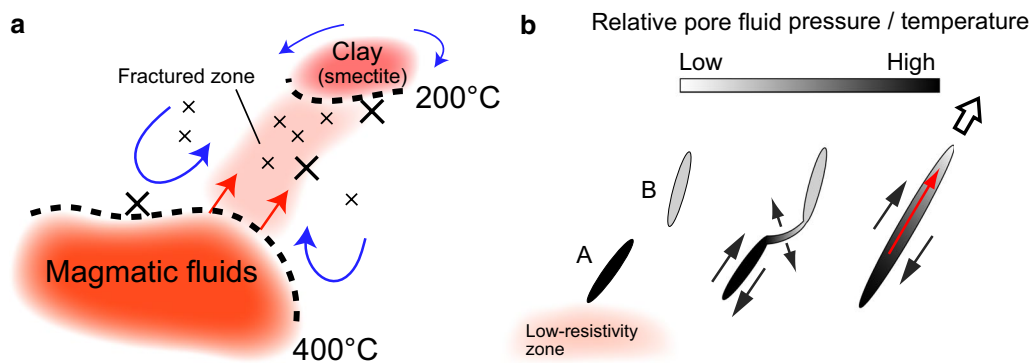 a
Clay
(smectite)
Fractured zone
200°C
Magmatic fluids
400°C
b
Relative pore fluid pressure / temperature
Low
High
B
A
Low-resistivity
zone